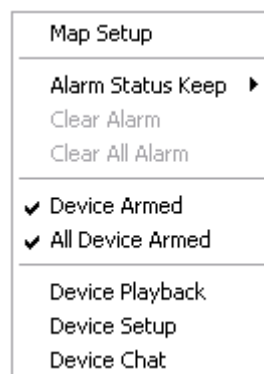 Map Setup
Alarm Status Keep
Clear Alarm
Clear All Alarm
Device Armed
All Device Armed
Device Playback
Device Setup
Device Chat